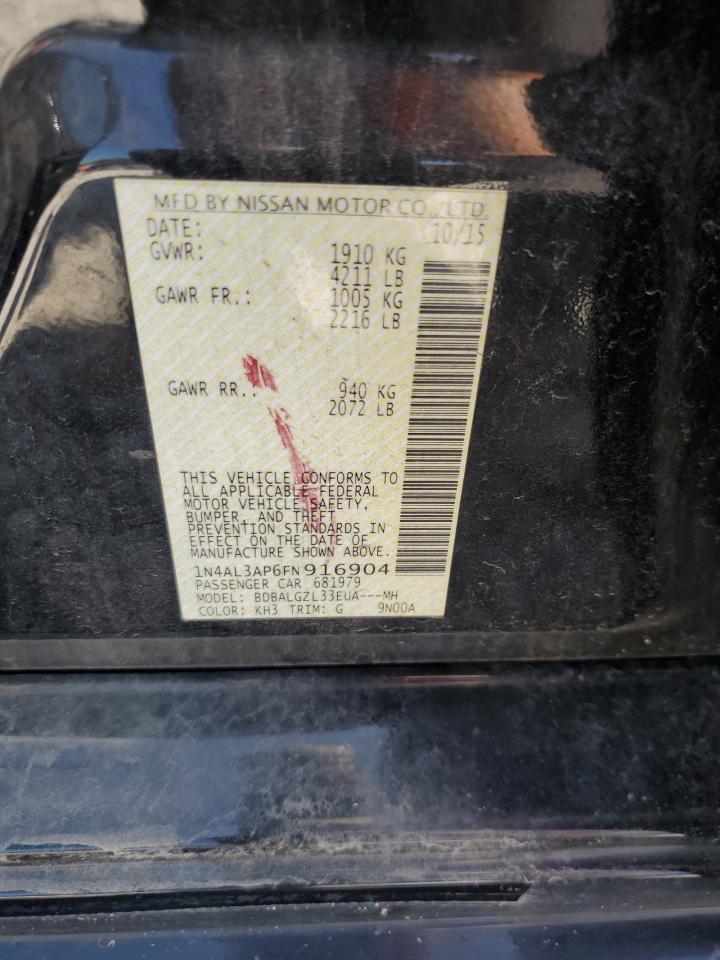 MFD BY NISSAN MOTOR CO., LTD.
DATE: 10/15
GVWR: 1910 KG
4211 LB
GAWR FR.: 1005 KG
2216 LB
GAWR RR.: 940 KG
2072 LB
THIS VEHICLE CONFORMS TO
ALL APPLICABLE FEDERAL
MOTOR VEHICLE SAFETY,
BUMPER, AND THEFT
PREVENTION STANDARDS IN
EFFECT ON THE DATE OF
MANUFACTURE SHOWN ABOVE.
1N4AL3AP6FN916904
PASSENGER CAR 681979
MODEL: BDBALGZL33EUA---MH
COLOR: KH3 TRIM: G 9N00A